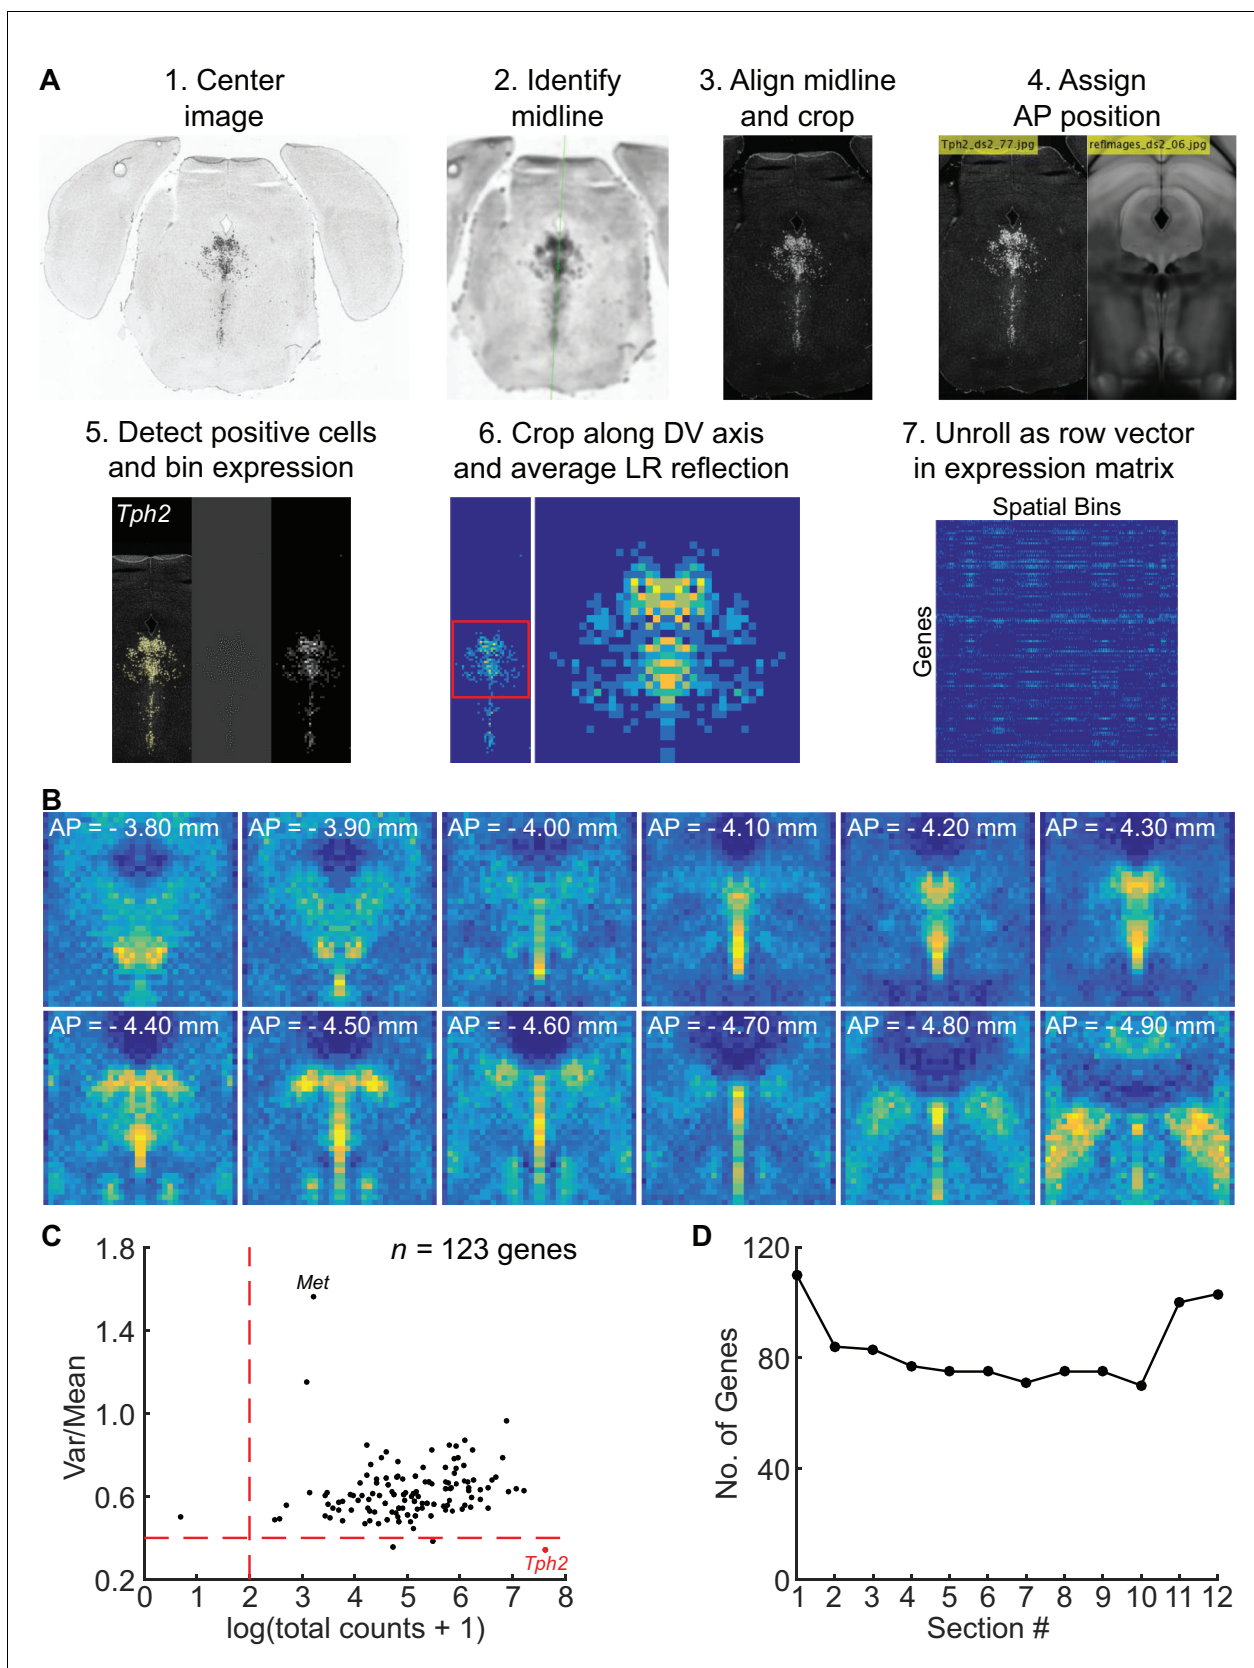 A
1. Center
image
2. Identify
midline
3. Align midline
and crop
4. Assign
AP position
Tph2_ds2_77.jpg
refImages_ds2_06.jpg
5. Detect positive cells
and bin expression
6. Crop along DV axis
and average LR reflection
7. Unroll as row vector
in expression matrix
Tph2
Spatial Bins
Genes
B
AP = - 3.80 mm
AP = - 3.90 mm
AP = - 4.00 mm
AP = - 4.10 mm
AP = - 4.20 mm
AP = - 4.30 mm
AP = - 4.40 mm
AP = - 4.50 mm
AP = - 4.60 mm
AP = - 4.70 mm
AP = - 4.80 mm
AP = - 4.90 mm
C
n = 123 genes
Met
Tph2
Var/Mean
1.8
1.4
1.0
0.6
0.2
0 1 2 3 4 5 6 7 8
log(total counts + 1)
D
No. of Genes
120
80
40
0
1 2 3 4 5 6 7 8 9 10 11 12
Section #